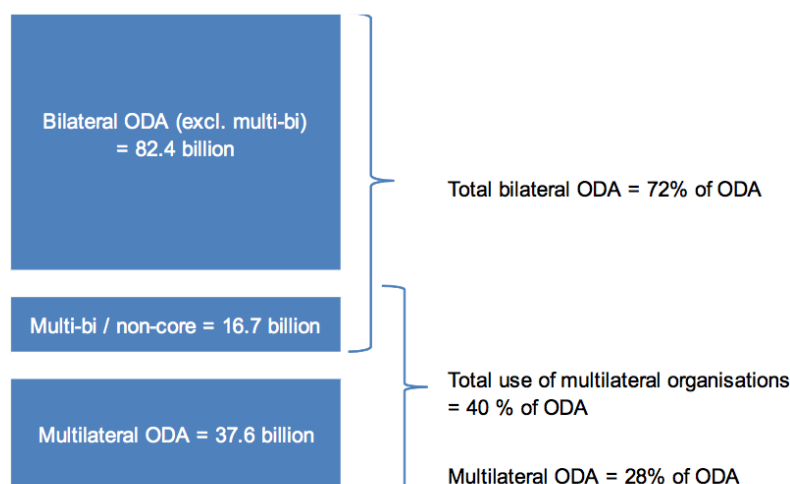 Bilateral ODA (excl. multi-bi)
= 82.4 billion
Total bilateral ODA = 72% of ODA
Multi-bi / non-core = 16.7 billion
Total use of multilateral organisations
= 40 % of ODA
Multilateral ODA = 37.6 billion
Multilateral ODA = 28% of ODA